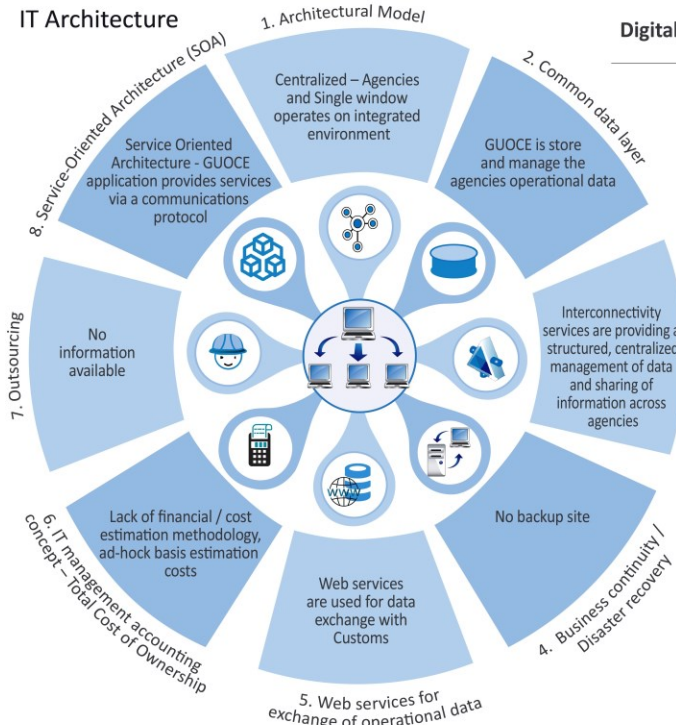 IT Architecture
Digital
1. Architectural Model
Centralized – Agencies
and Single window
operates on integrated
environment
2. Common data layer
GUOCE is store
and manage the
agencies operational data
Interconnectivity
services are providing a
structured, centralized
management of data
and sharing of
information across
agencies
4. Business continuity /
Disaster recovery
No backup site
5. Web services for
exchange of operational data
Web services
are used for data
exchange with
Customs
6. IT management accounting
concept – Total Cost of Ownership
Lack of financial / cost
estimation methodology,
ad-hock basis estimation
costs
7. Outsourcing
No
information
available
8. Service-Oriented Architecture (SOA)
Service Oriented
Architecture - GUOCE
application provides services
via a communications
protocol
WWW